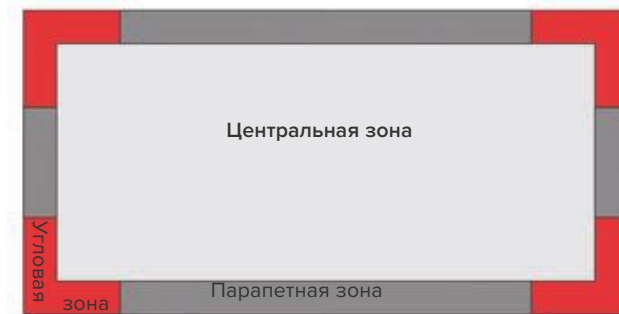 Центральная зона
Угловая
зона
Парапетная зона